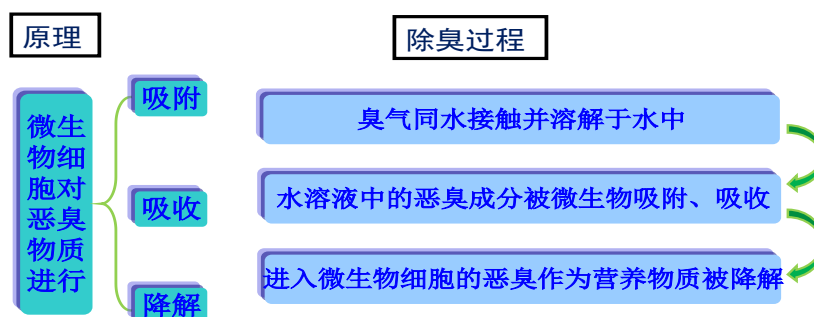 原理
除臭过程
微生
物细
胞对
恶臭
物质
进行
吸附
吸收
降解
臭气同水接触并溶解于水中
水溶液中的恶臭成分被微生物吸附、吸收
进入微生物细胞的恶臭作为营养物质被降解